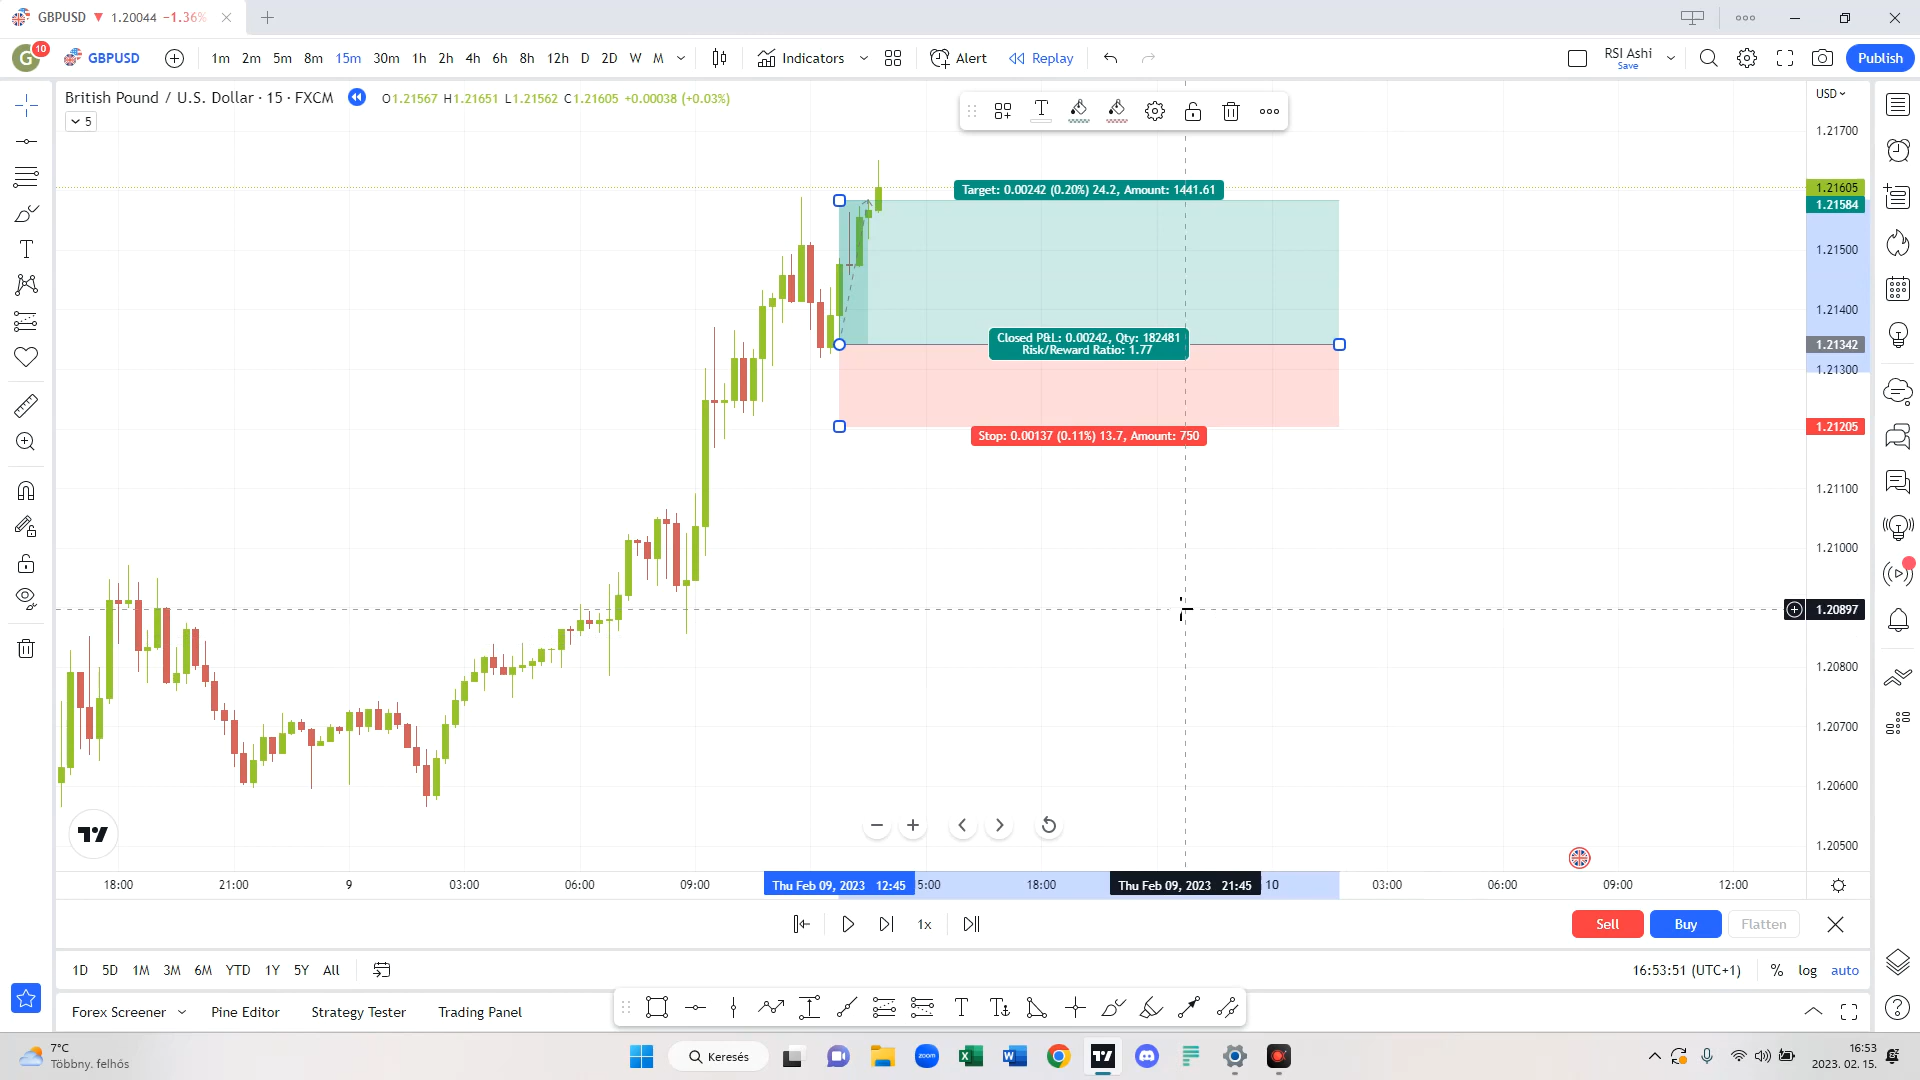 GBPUSD ▼ 1.20044 −1.36%
G 10 GBPUSD 1m 2m 5m 8m 15m 30m 1h 2h 4h 6h 8h 12h D 2D W M Indicators Alert Replay RSI Ashi Save Publish
British Pound / U.S. Dollar · 15 · FXCM O1.21567 H1.21651 L1.21562 C1.21605 +0.00038 (+0.03%)
5
USD
1.21700
1.21605
1.21584
1.21500
1.21400
1.21342
1.21300
1.21205
1.21100
1.21000
1.20897
1.20800
1.20700
1.20600
1.20500
Target: 0.00242 (0.20%) 24.2, Amount: 1441.61
Closed P&L: 0.00242, Qty: 182481
Risk/Reward Ratio: 1.77
Stop: 0.00137 (0.11%) 13.7, Amount: 750
18:00 21:00 9 03:00 06:00 09:00 Thu Feb 09, 2023 12:45 5:00 18:00 Thu Feb 09, 2023 21:45 10 03:00 06:00 09:00 12:00
1x Sell Buy Flatten
1D 5D 1M 3M 6M YTD 1Y 5Y All 16:53:51 (UTC+1) % log auto
Forex Screener Pine Editor Strategy Tester Trading Panel
7°C
Többny. felhős
Keresés
zoom
16:53
2023. 02. 15.